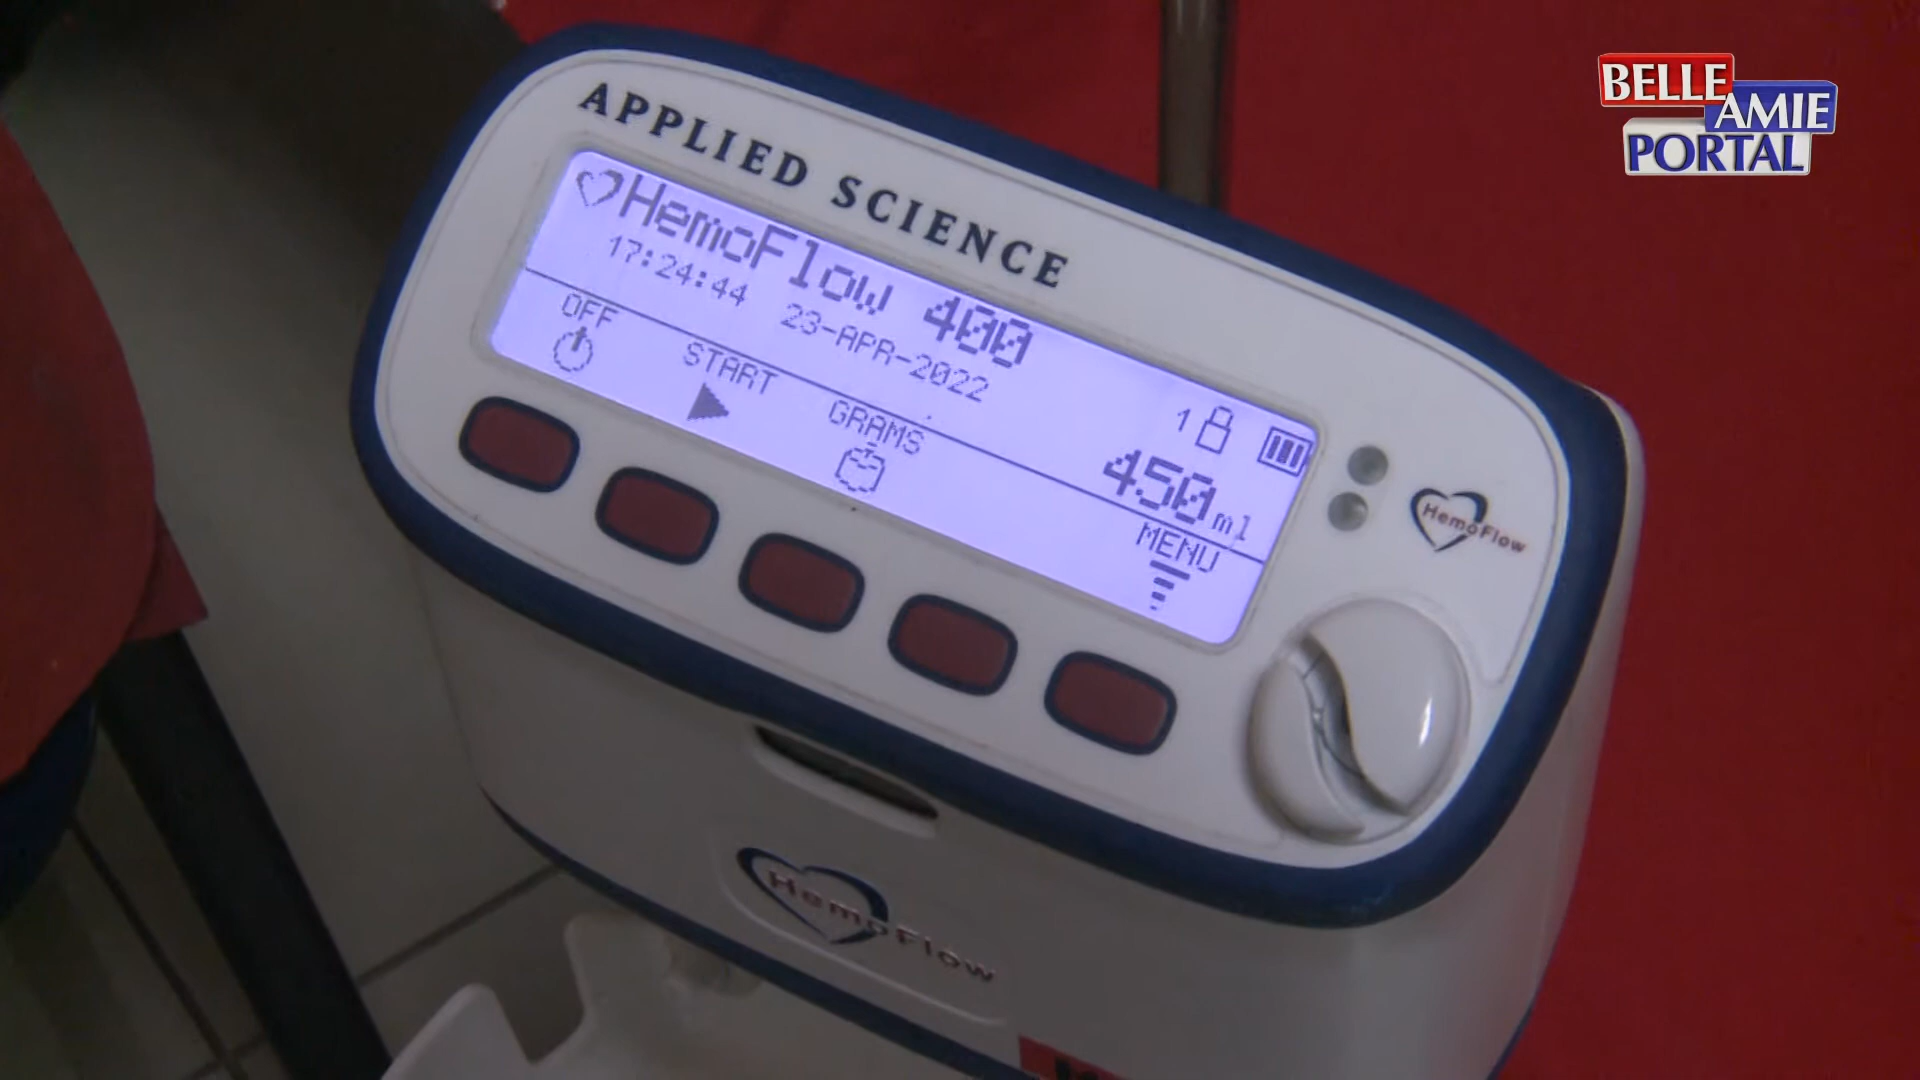 BELLE
AMIE
PORTAL
APPLIED SCIENCE
HemoFlow 400
17:24:44 23-APR-2022
1
450ml
OFF
START
GRAMS
MENU
HemoFlow
HemoFlow